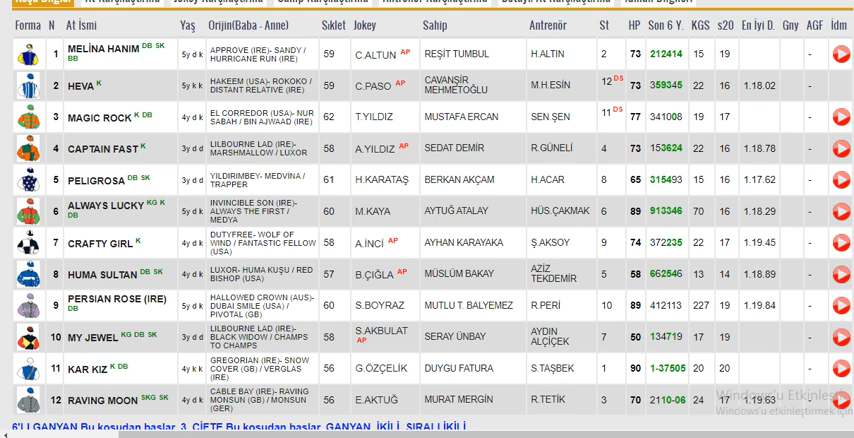 Forma N At İsmi Yaş Orijin(Baba - Anne) Sıklet Jokey Sahip Antrenör St HP Son 6 Y. KGS s20 En İyi D. Gny AGF İdm
1 MELİNA HANIM DB SK BB 5y d k APPROVE (IRE)- SANDY / HURRICANE RUN (IRE) 59 C.ALTUN AP REŞİT TUMBUL H.ALTIN 2 73 212414 15 19 -
2 HEVA K 5y k k HAKEEM (USA)- ROKOKO / DISTANT RELATIVE (IRE) 59 C.PASO AP CAVANŞİR MEHMETOĞLU M.H.ESİN 12 DS 73 359345 22 16 1.18.02 -
3 MAGIC ROCK K DB 4y d k EL CORREDOR (USA)- NUR SABAH / BIN AJWAAD (IRE) 62 T.YILDIZ MUSTAFA ERCAN SEN.ŞEN 11 DS 77 341008 19 17 -
4 CAPTAIN FAST K 3y d d LILBOURNE LAD (IRE)- MARSHMALLOW / LUXOR 58 A.YILDIZ AP SEDAT DEMİR R.GÜNELİ 4 73 153624 22 16 1.18.78 -
5 PELIGROSA DB SK 3y d d YILDIRIMBEY- MEDVİNA / TRAPPER 61 H.KARATAŞ BERKAN AKÇAM H.ACAR 8 65 315493 15 16 1.17.62 -
6 ALWAYS LUCKY KG K DB 5y d k INVINCIBLE SON (IRE)- ALWAYS THE FIRST / MEDYA 60 M.KAYA AYTUĞ ATALAY HÜS.ÇAKMAK 6 89 913346 70 16 1.18.29 -
7 CRAFTY GIRL K 4y d k DUTYFREE- WOLF OF WIND / FANTASTIC FELLOW (USA) 58 A.İNCİ AP AYHAN KARAYAKA Ş.AKSOY 9 74 372235 22 17 1.19.45 -
8 HUMA SULTAN DB SK 4y d k LUXOR- HUMA KUŞU / RED BISHOP (USA) 57 B.ÇIĞLA AP MÜSLÜM BAKAY AZİZ TEKDEMİR 5 58 662546 13 14 1.18.89 -
9 PERSIAN ROSE (IRE) DB 5y d k HALLOWED CROWN (AUS)- DUBAI SMILE (USA) / PIVOTAL (GB) 60 S.BOYRAZ MUTLU T. BALYEMEZ R.PERİ 10 89 412113 227 19 1.19.84 -
10 MY JEWEL KG DB SK 3y d d LILBOURNE LAD (IRE)- BLACK WIDOW / CHAMPS TO CHAMPS 58 S.AKBULAT AP SERAY ÜNBAY AYDIN ALÇİÇEK 7 50 134719 17 19 -
11 KAR KIZ K DB 4y k k GREGORIAN (IRE)- SNOW COVER (GB) / VERGLAS (IRE) 56 G.ÖZÇELİK DUYGU FATURA S.TAŞBEK 1 90 1-37505 20 20 -
12 RAVING MOON SKG SK 4y d k CABLE BAY (IRE)- RAVING MONSUN (GB) / MONSUN (GER) 56 E.AKTUĞ MURAT MERGİN R.TETİK 3 70 2110-06 24 17 1.19.63 -
Windows'u Etkinleştir
Windows'u etkinleştirmek için
6'LI GANYAN Bu koşudan başlar. 3. ÇİFTE Bu koşudan başlar. GANYAN, İKİLİ, SIRALI İKİLİ